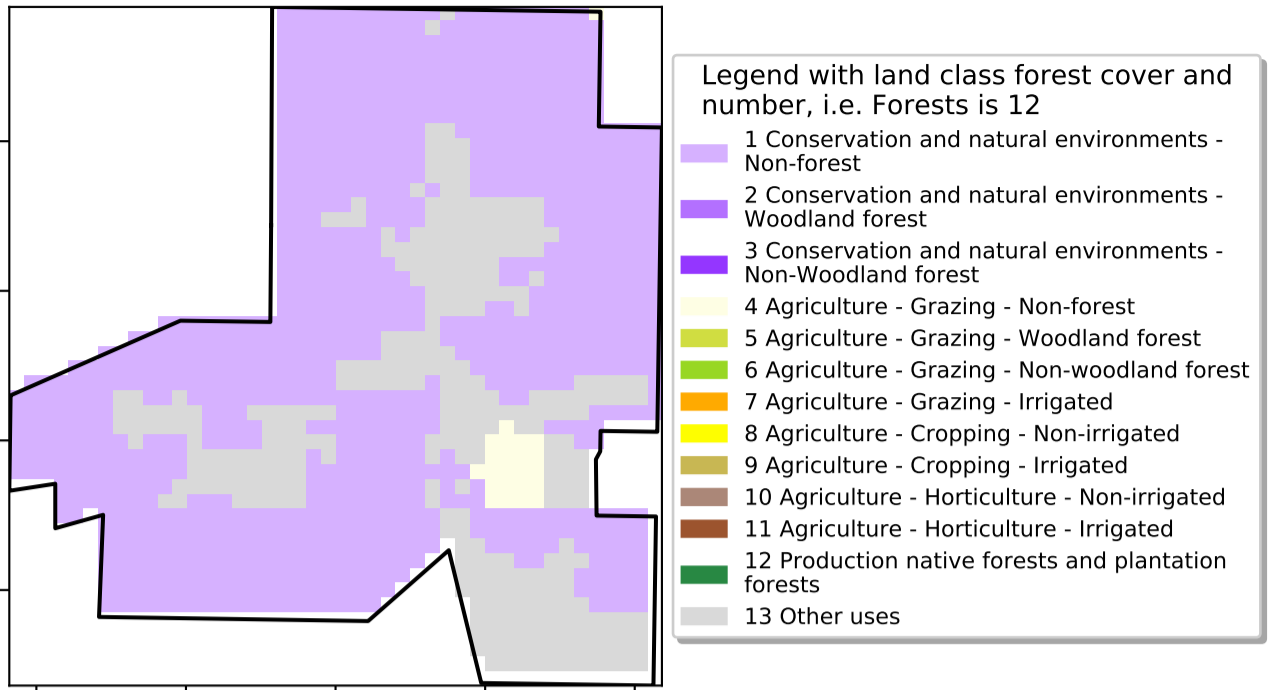 Legend with land class forest cover and
number, i.e. Forests is 12
1 Conservation and natural environments -
Non-forest
2 Conservation and natural environments -
Woodland forest
3 Conservation and natural environments -
Non-Woodland forest
4 Agriculture - Grazing - Non-forest
5 Agriculture - Grazing - Woodland forest
6 Agriculture - Grazing - Non-woodland forest
7 Agriculture - Grazing - Irrigated
8 Agriculture - Cropping - Non-irrigated
9 Agriculture - Cropping - Irrigated
10 Agriculture - Horticulture - Non-irrigated
11 Agriculture - Horticulture - Irrigated
12 Production native forests and plantation
forests
13 Other uses